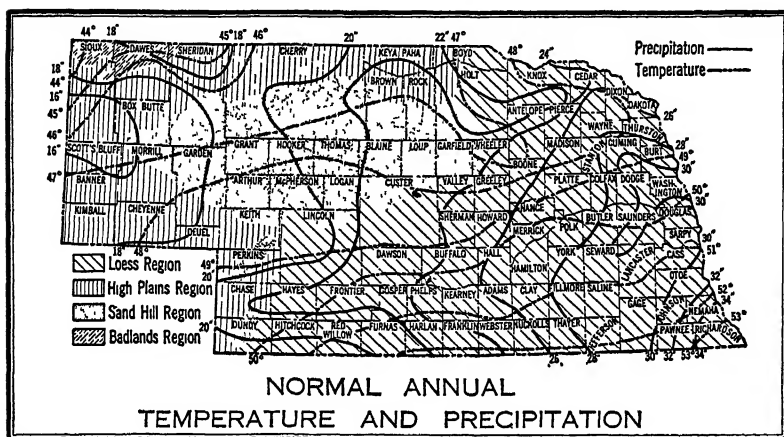 44° 18° 45° 18° 46° 20° 22° 47°
SIOUX DAWES SHERIDAN CHERRY KEYA PAHA BOYD 48° 24°
Precipitation
Temperature
18° BROWN ROCK HOLT KNOX CEDAR DIXON
44° DAKOTA
16° BOX BUTTE ANTELOPE PIERCE 26°
45° WAYNE THURSTON
46° 28°
16° SCOTT'S BLUFF MORRILL GARDEN GRANT HOOKER THOMAS BLAINE LOUP GARFIELD WHEELER MADISON STANTON CUMING BURT 49° 30°
47° BOONE
BANNER ARTHUR McPHERSON LOGAN CUSTER VALLEY GREELEY PLATTE COLFAX DODGE WASHINGTON 50° 30°
KIMBALL CHEYENNE KEITH LINCOLN SHERMAN HOWARD NANCE BUTLER SAUNDERS DOUGLAS
DEUEL MERRICK POLK SARPY 30°
18° 48° PERKINS DAWSON BUFFALO HALL YORK SEWARD LANCASTER CASS 51°
Loess Region 49° HAMILTON OTOE
High Plains Region 20° CHASE HAYES FRONTIER GOSPER PHELPS KEARNEY ADAMS CLAY FILLMORE SALINE GAGE 32° 52°
Sand Hill Region JOHNSON NEMAHA 34° 53°
Badlands Region 20° DUNDY HITCHCOCK RED WILLOW FURNAS HARLAN FRANKLIN WEBSTER NUCKOLLS THAYER JEFFERSON PAWNEE RICHARDSON
50° 26° 28° 30° 32° 53° 34°
NORMAL ANNUAL
TEMPERATURE AND PRECIPITATION